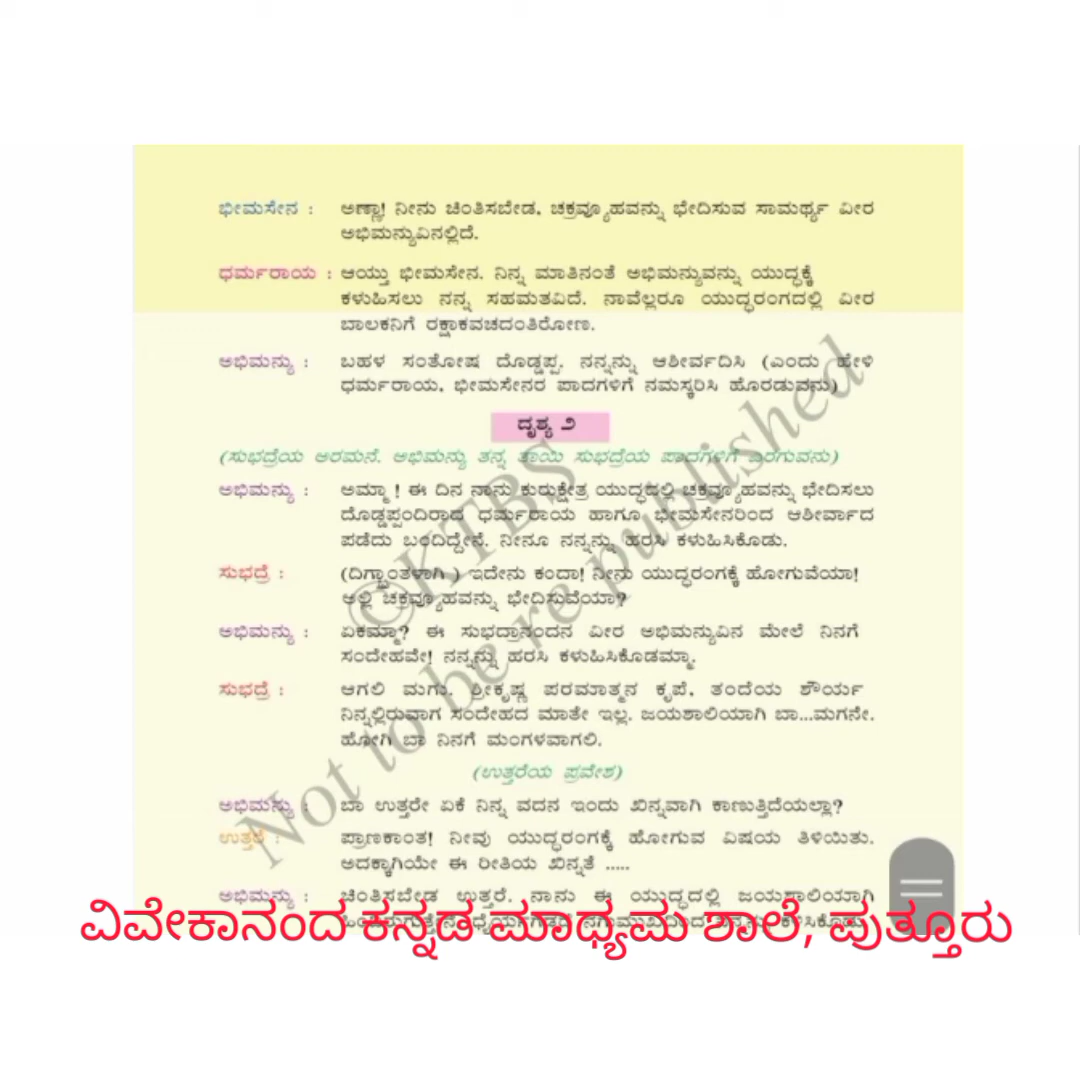 ಭೀಮಸೇನ : ಅಣ್ಣಾ! ನೀನು ಚಿಂತಿಸಬೇಡ. ಚಕ್ರವ್ಯೂಹವನ್ನು ಭೇದಿಸುವ ಸಾಮರ್ಥ್ಯ ವೀರ
ಅಭಿಮನ್ಯುವಿನಲ್ಲಿದೆ.
ಧರ್ಮರಾಯ : ಆಯ್ತು ಭೀಮಸೇನ. ನಿನ್ನ ಮಾತಿನಂತೆ ಅಭಿಮನ್ಯುವನ್ನು ಯುದ್ಧಕ್ಕೆ
ಕಳುಹಿಸಲು ನನ್ನ ಸಹಮತವಿದೆ. ನಾವೆಲ್ಲರೂ ಯುದ್ಧರಂಗದಲ್ಲಿ ವೀರ
ಬಾಲಕನಿಗೆ ರಕ್ಷಾಕವಚದಂತಿರೋಣ.
ಅಭಿಮನ್ಯು : ಬಹಳ ಸಂತೋಷ ದೊಡ್ಡಪ್ಪ. ನನ್ನನ್ನು ಆಶೀರ್ವದಿಸಿ (ಎಂದು ಹೇಳಿ
ಧರ್ಮರಾಯ, ಭೀಮಸೇನರ ಪಾದಗಳಿಗೆ ನಮಸ್ಕರಿಸಿ ಹೊರಡುವನು)
ದೃಶ್ಯ ೨
(ಸುಭದ್ರೆಯ ಅರಮನೆ. ಅಭಿಮನ್ಯು ತನ್ನ ತಾಯಿ ಸುಭದ್ರೆಯ ಪಾದಗಳಿಗೆ ಎರಗುವನು)
ಅಭಿಮನ್ಯು : ಅಮ್ಮಾ ! ಈ ದಿನ ನಾನು ಕುರುಕ್ಷೇತ್ರ ಯುದ್ಧದಲ್ಲಿ ಚಕ್ರವ್ಯೂಹವನ್ನು ಭೇದಿಸಲು
ದೊಡ್ಡಪ್ಪಂದಿರಾದ ಧರ್ಮರಾಯ ಹಾಗೂ ಭೀಮಸೇನರಿಂದ ಆಶೀರ್ವಾದ
ಪಡೆದು ಬಂದಿದ್ದೇನೆ. ನೀನೂ ನನ್ನನ್ನು ಹರಸಿ ಕಳುಹಿಸಿಕೊಡು.
ಸುಭದ್ರೆ : (ದಿಗ್ಭ್ರಾಂತಳಾಗಿ) ಇದೇನು ಕಂದಾ! ನೀನು ಯುದ್ಧರಂಗಕ್ಕೆ ಹೋಗುವೆಯಾ!
ಅಲ್ಲಿ ಚಕ್ರವ್ಯೂಹವನ್ನು ಭೇದಿಸುವೆಯಾ?
ಅಭಿಮನ್ಯು : ಏಕಮ್ಮಾ? ಈ ಸುಭದ್ರಾನಂದನ ವೀರ ಅಭಿಮನ್ಯುವಿನ ಮೇಲೆ ನಿನಗೆ
ಸಂದೇಹವೇ! ನನ್ನನ್ನು ಹರಸಿ ಕಳುಹಿಸಿಕೊಡಮ್ಮಾ.
ಸುಭದ್ರೆ : ಆಗಲಿ ಮಗು. ಶ್ರೀಕೃಷ್ಣ ಪರಮಾತ್ಮನ ಕೃಪೆ, ತಂದೆಯ ಶೌರ್ಯ
ನಿನ್ನಲ್ಲಿರುವಾಗ ಸಂದೇಹದ ಮಾತೇ ಇಲ್ಲ. ಜಯಶಾಲಿಯಾಗಿ ಬಾ...ಮಗನೇ.
ಹೋಗಿ ಬಾ ನಿನಗೆ ಮಂಗಳವಾಗಲಿ.
(ಉತ್ತರೆಯ ಪ್ರವೇಶ)
ಅಭಿಮನ್ಯು : ಬಾ ಉತ್ತರೇ ಏಕೆ ನಿನ್ನ ವದನ ಇಂದು ಖಿನ್ನವಾಗಿ ಕಾಣುತ್ತಿದೆಯಲ್ಲಾ?
ಉತ್ತರೆ : ಪ್ರಾಣಕಾಂತ! ನೀವು ಯುದ್ಧರಂಗಕ್ಕೆ ಹೋಗುವ ವಿಷಯ ತಿಳಿಯಿತು.
ಅದಕ್ಕಾಗಿಯೇ ಈ ರೀತಿಯ ಖಿನ್ನತೆ .....
ಅಭಿಮನ್ಯು : ಚಿಂತಿಸಬೇಡ ಉತ್ತರೆ. ನಾನು ಈ ಯುದ್ಧದಲ್ಲಿ ಜಯಶಾಲಿಯಾಗಿ
ವಿವೇಕಾನಂದ ಕನ್ನಡ ಮಾಧ್ಯಮ ಶಾಲೆ, ಪುತ್ತೂರು
©KTBS
Not to be re published